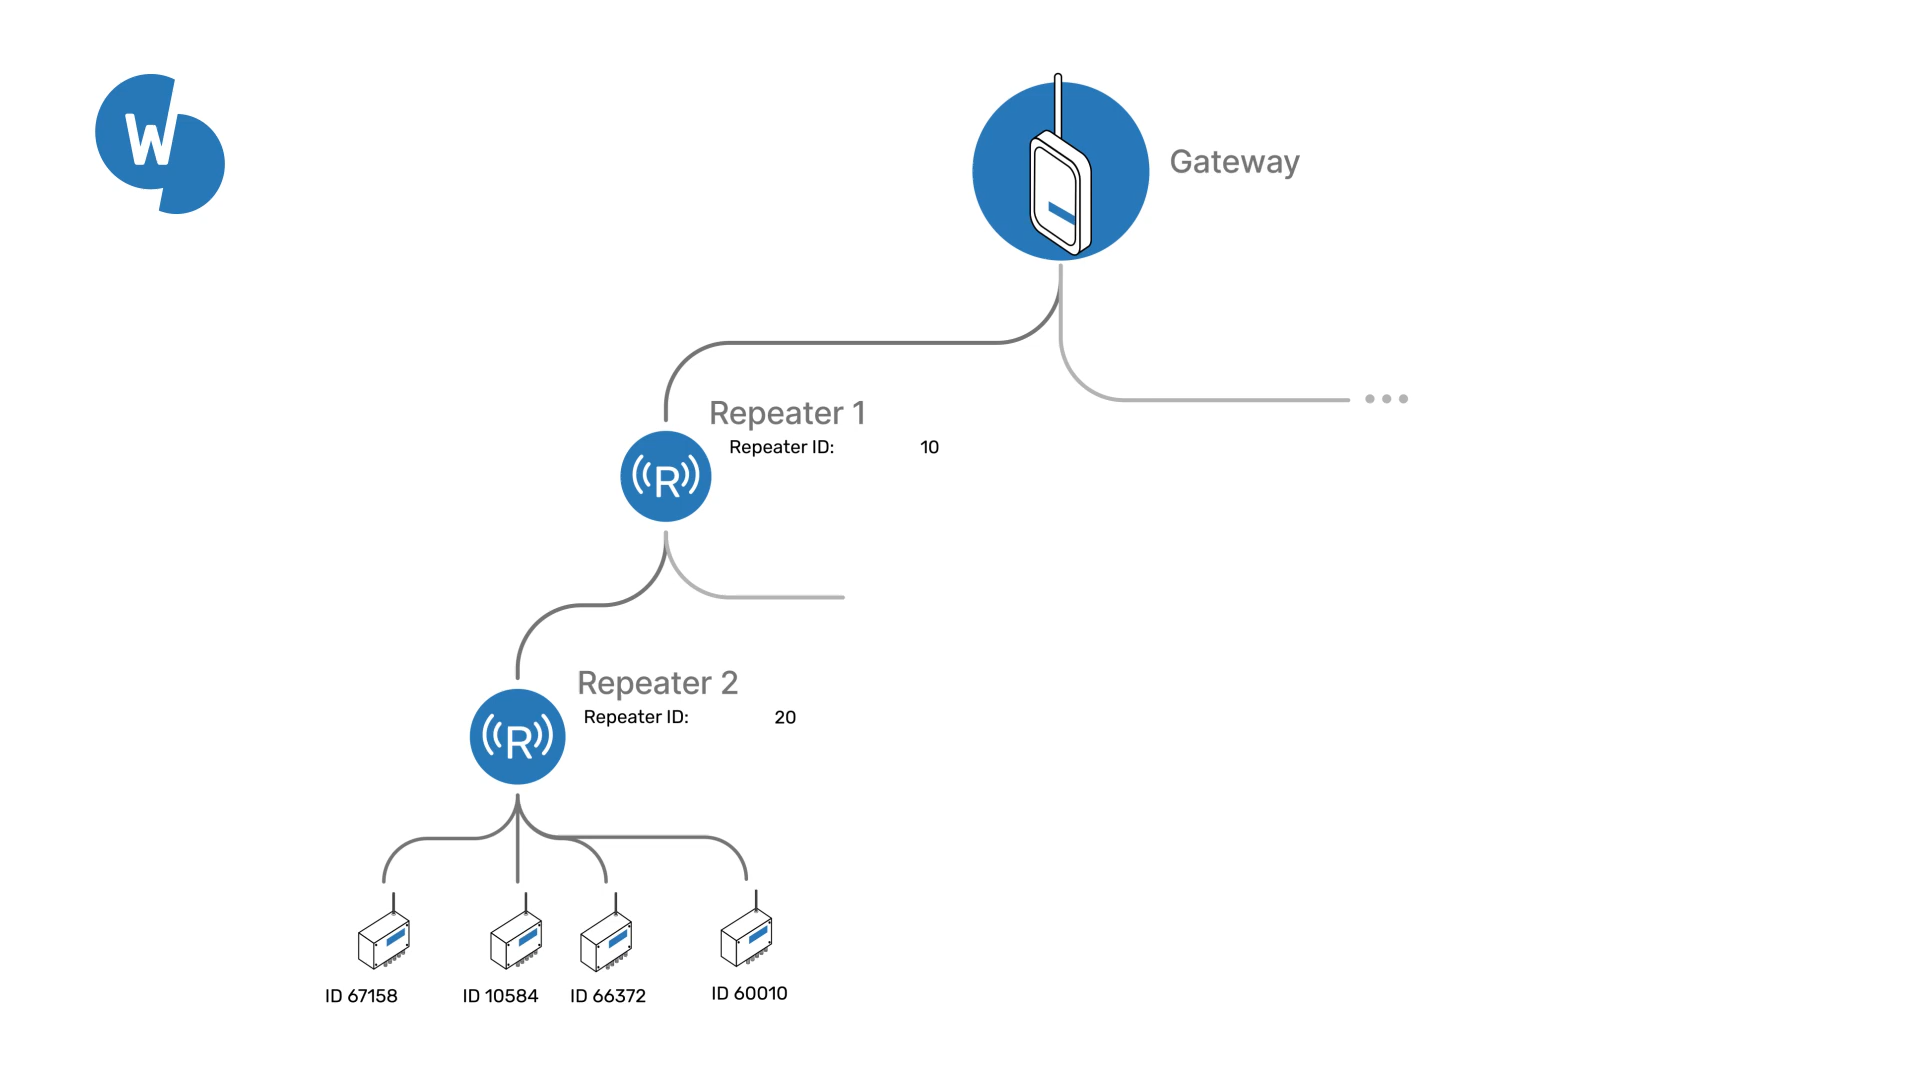 W
Gateway
Repeater 1
Repeater ID: 10
R
Repeater 2
Repeater ID: 20
R
ID 67158
ID 10584
ID 66372
ID 60010